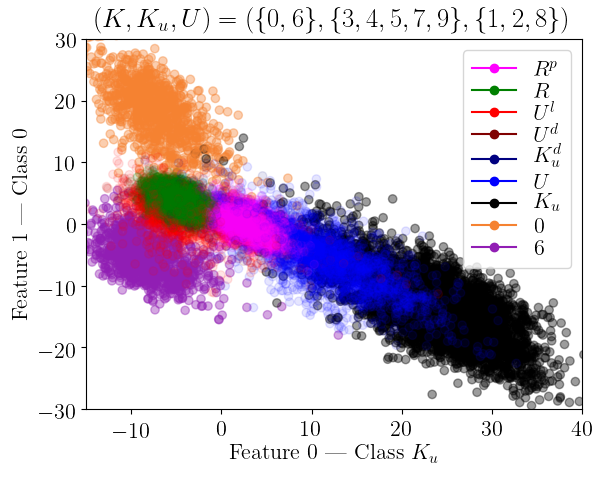 (K, K_u, U) = ({0, 6}, {3, 4, 5, 7, 9}, {1, 2, 8})
30
20
10
0
−10
−20
−30
Feature 1 — Class 0
R^p
R
U^l
U^d
K_u^d
U
K_u
0
6
−10
0
10
20
30
40
Feature 0 — Class K_u